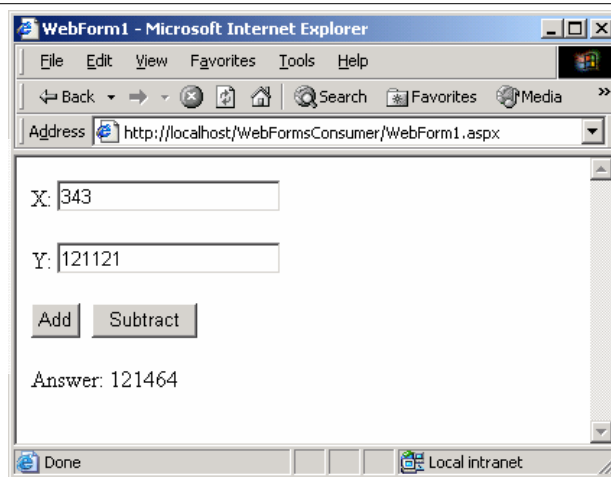 WebForm1 - Microsoft Internet Explorer
File Edit View Favorites Tools Help
Back Search Favorites Media »
Address http://localhost/WebFormsConsumer/WebForm1.aspx
X: 343
Y: 121121
Add Subtract
Answer: 121464
Done Local intranet